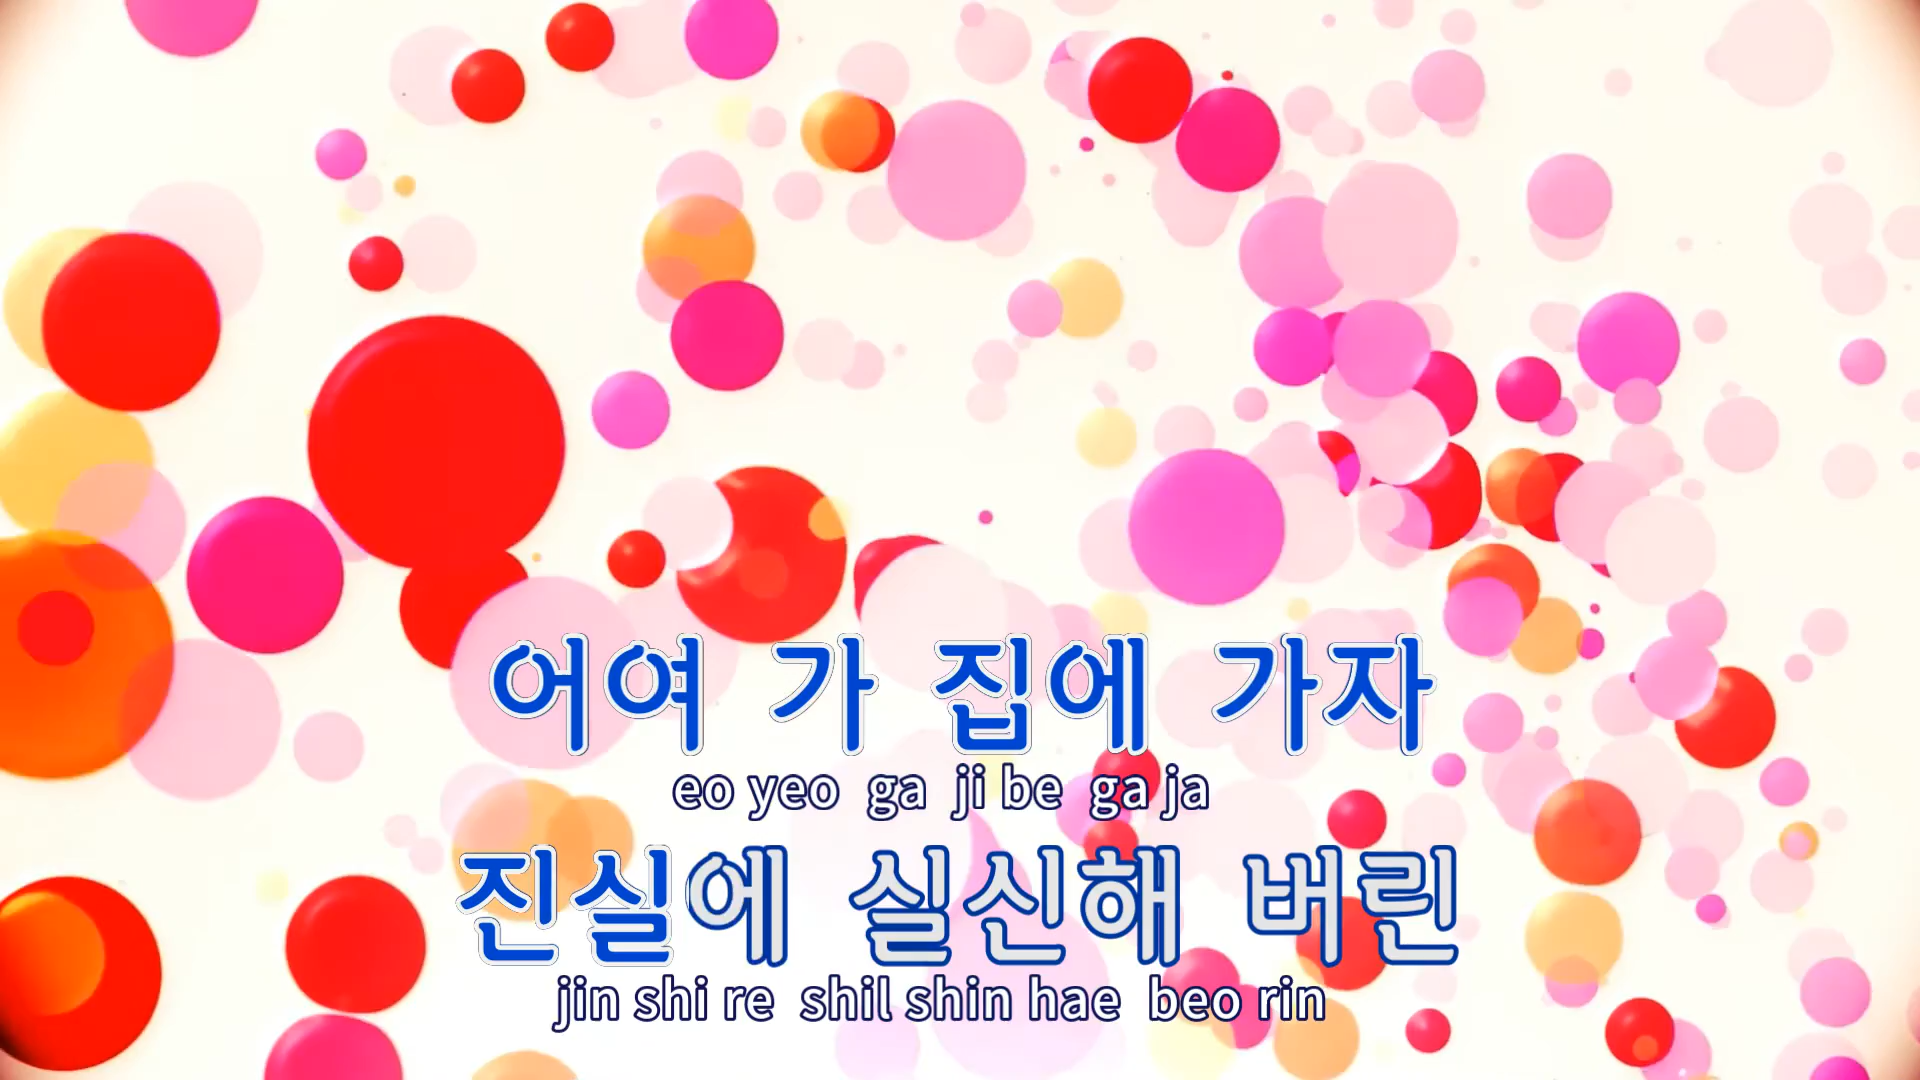 어여 가 집에 가자
eo yeo ga ji be ga ja
진실에 실신해 버린
jin shi re shil shin hae beo rin